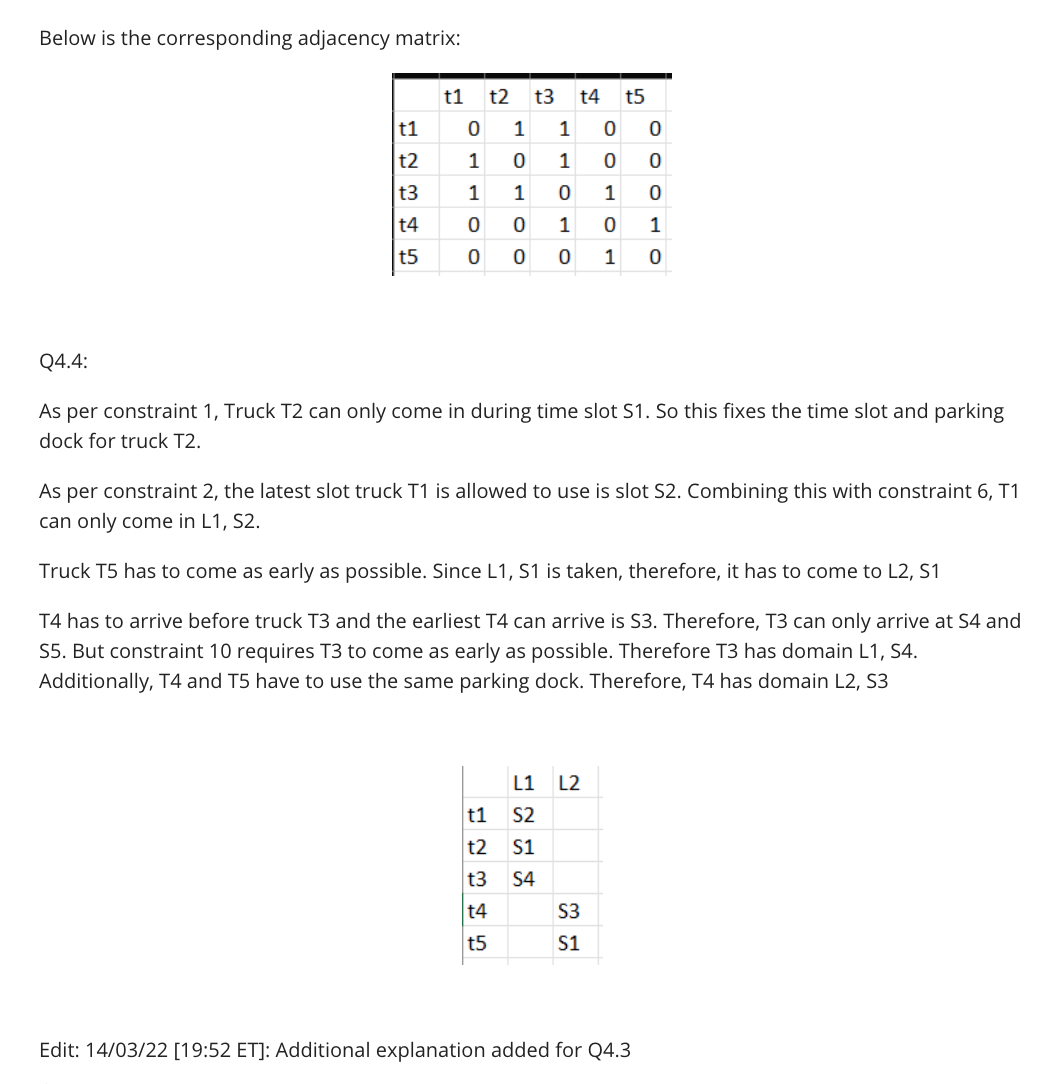 Below is the corresponding adjacency matrix:
t1 t2 t3 t4 t5
t1 0 1 1 0 0
t2 1 0 1 0 0
t3 1 1 0 1 0
t4 0 0 1 0 1
t5 0 0 0 1 0
Q4.4:
As per constraint 1, Truck T2 can only come in during time slot S1. So this fixes the time slot and parking
dock for truck T2.
As per constraint 2, the latest slot truck T1 is allowed to use is slot S2. Combining this with constraint 6, T1
can only come in L1, S2.
Truck T5 has to come as early as possible. Since L1, S1 is taken, therefore, it has to come to L2, S1
T4 has to arrive before truck T3 and the earliest T4 can arrive is S3. Therefore, T3 can only arrive at S4 and
S5. But constraint 10 requires T3 to come as early as possible. Therefore T3 has domain L1, S4.
Additionally, T4 and T5 have to use the same parking dock. Therefore, T4 has domain L2, S3
L1 L2
t1 S2
t2 S1
t3 S4
t4 S3
t5 S1
Edit: 14/03/22 [19:52 ET]: Additional explanation added for Q4.3